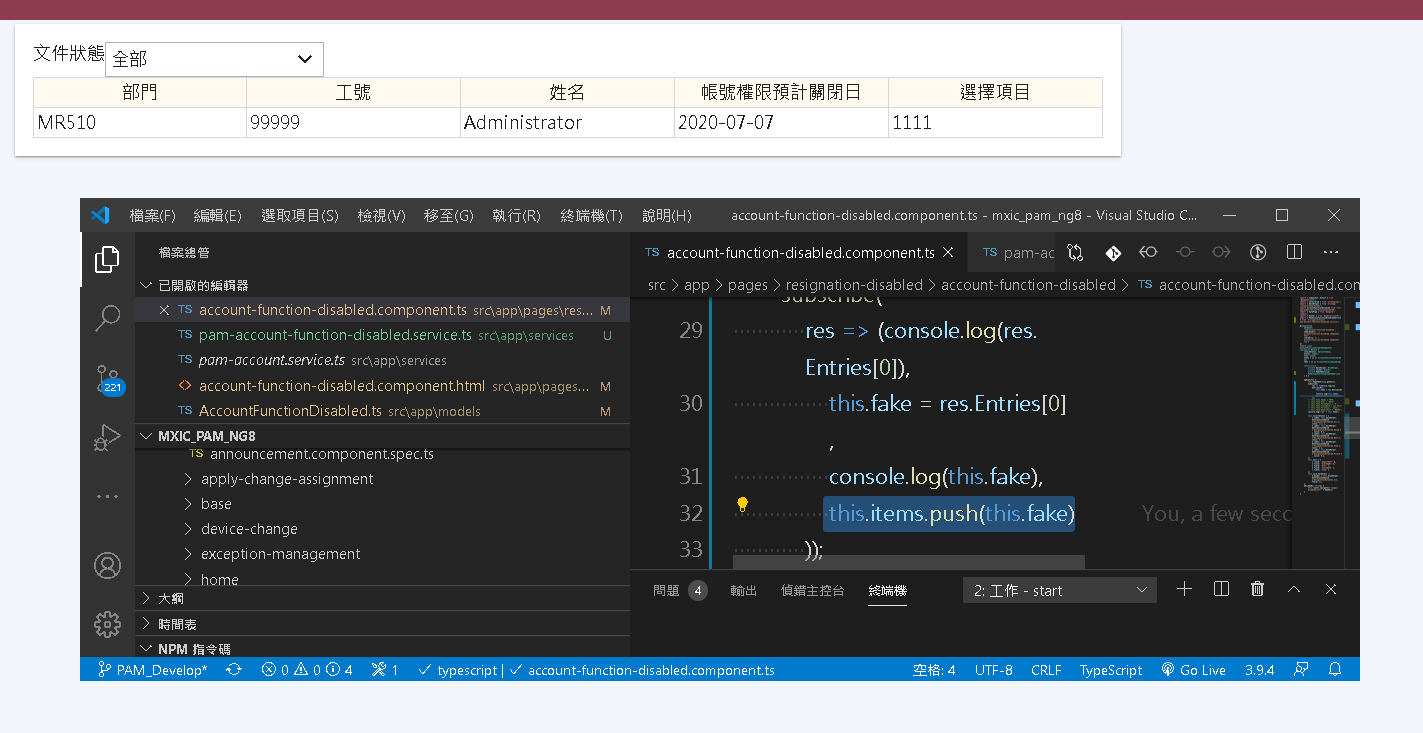 文件狀態 全部
部門 工號 姓名 帳號權限預計關閉日 選擇項目
MR510 99999 Administrator 2020-07-07 1111
檔案(F) 編輯(E) 選取項目(S) 檢視(V) 移至(G) 執行(R) 終端機(T) 說明(H) account-function-disabled.component.ts - mxic_pam_ng8 - Visual Studio C...
檔案總管
已開啟的編輯器
TS account-function-disabled.component.ts src\app\pages\res... M
TS pam-account-function-disabled.service.ts src\app\services U
TS pam-account.service.ts src\app\services
<> account-function-disabled.component.html src\app\pages... M
TS AccountFunctionDisabled.ts src\app\models M
MXIC_PAM_NG8
TS announcement.component.spec.ts
apply-change-assignment
base
device-change
exception-management
home
大綱
時間表
NPM 指令碼
221
TS account-function-disabled.component.ts TS pam-ac
src > app > pages > resignation-disabled > account-function-disabled > TS account-function-disabled.con
subscribe(
29 res => (console.log(res.
Entries[0]),
30 this.fake = res.Entries[0]
,
31 console.log(this.fake),
32 this.items.push(this.fake) You, a few seco
33 ));
問題 4 輸出 偵錯主控台 終端機 2: 工作 - start
PAM_Develop* 0 0 4 1 typescript | account-function-disabled.component.ts 空格: 4 UTF-8 CRLF TypeScript Go Live 3.9.4